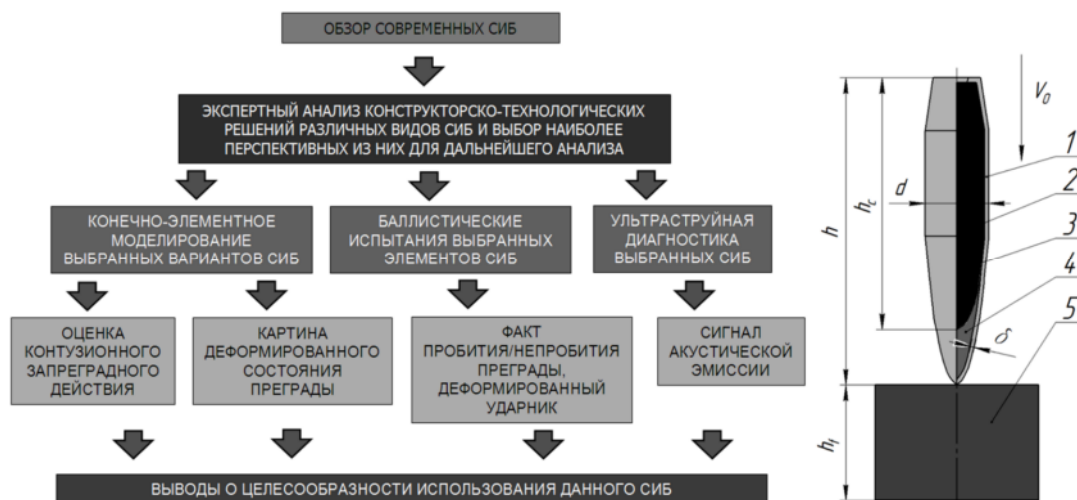 ОБЗОР СОВРЕМЕННЫХ СИБ
ЭКСПЕРТНЫЙ АНАЛИЗ КОНСТРУКТОРСКО-ТЕХНОЛОГИЧЕСКИХ
РЕШЕНИЙ РАЗЛИЧНЫХ ВИДОВ СИБ И ВЫБОР НАИБОЛЕЕ
ПЕРСПЕКТИВНЫХ ИЗ НИХ ДЛЯ ДАЛЬНЕЙШЕГО АНАЛИЗА
КОНЕЧНО-ЭЛЕМЕНТНОЕ
МОДЕЛИРОВАНИЕ
ВЫБРАННЫХ ВАРИАНТОВ СИБ
БАЛЛИСТИЧЕСКИЕ
ИСПЫТАНИЯ ВЫБРАННЫХ
ЭЛЕМЕНТОВ СИБ
УЛЬТРАСТРУЙНАЯ
ДИАГНОСТИКА
ВЫБРАННЫХ СИБ
ОЦЕНКА
КОНТУЗИОННОГО
ЗАПРЕГРАДНОГО
ДЕЙСТВИЯ
КАРТИНА
ДЕФОРМИРОВАННОГО
СОСТОЯНИЯ
ПРЕГРАДЫ
ФАКТ
ПРОБИТИЯ/НЕПРОБИТИЯ
ПРЕГРАДЫ,
ДЕФОРМИРОВАННЫЙ
УДАРНИК
СИГНАЛ
АКУСТИЧЕСКОЙ
ЭМИССИИ
ВЫВОДЫ О ЦЕЛЕСООБРАЗНОСТИ ИСПОЛЬЗОВАНИЯ ДАННОГО СИБ
V₀
1
2
3
4
5
d
h_c
h
δ
h_f